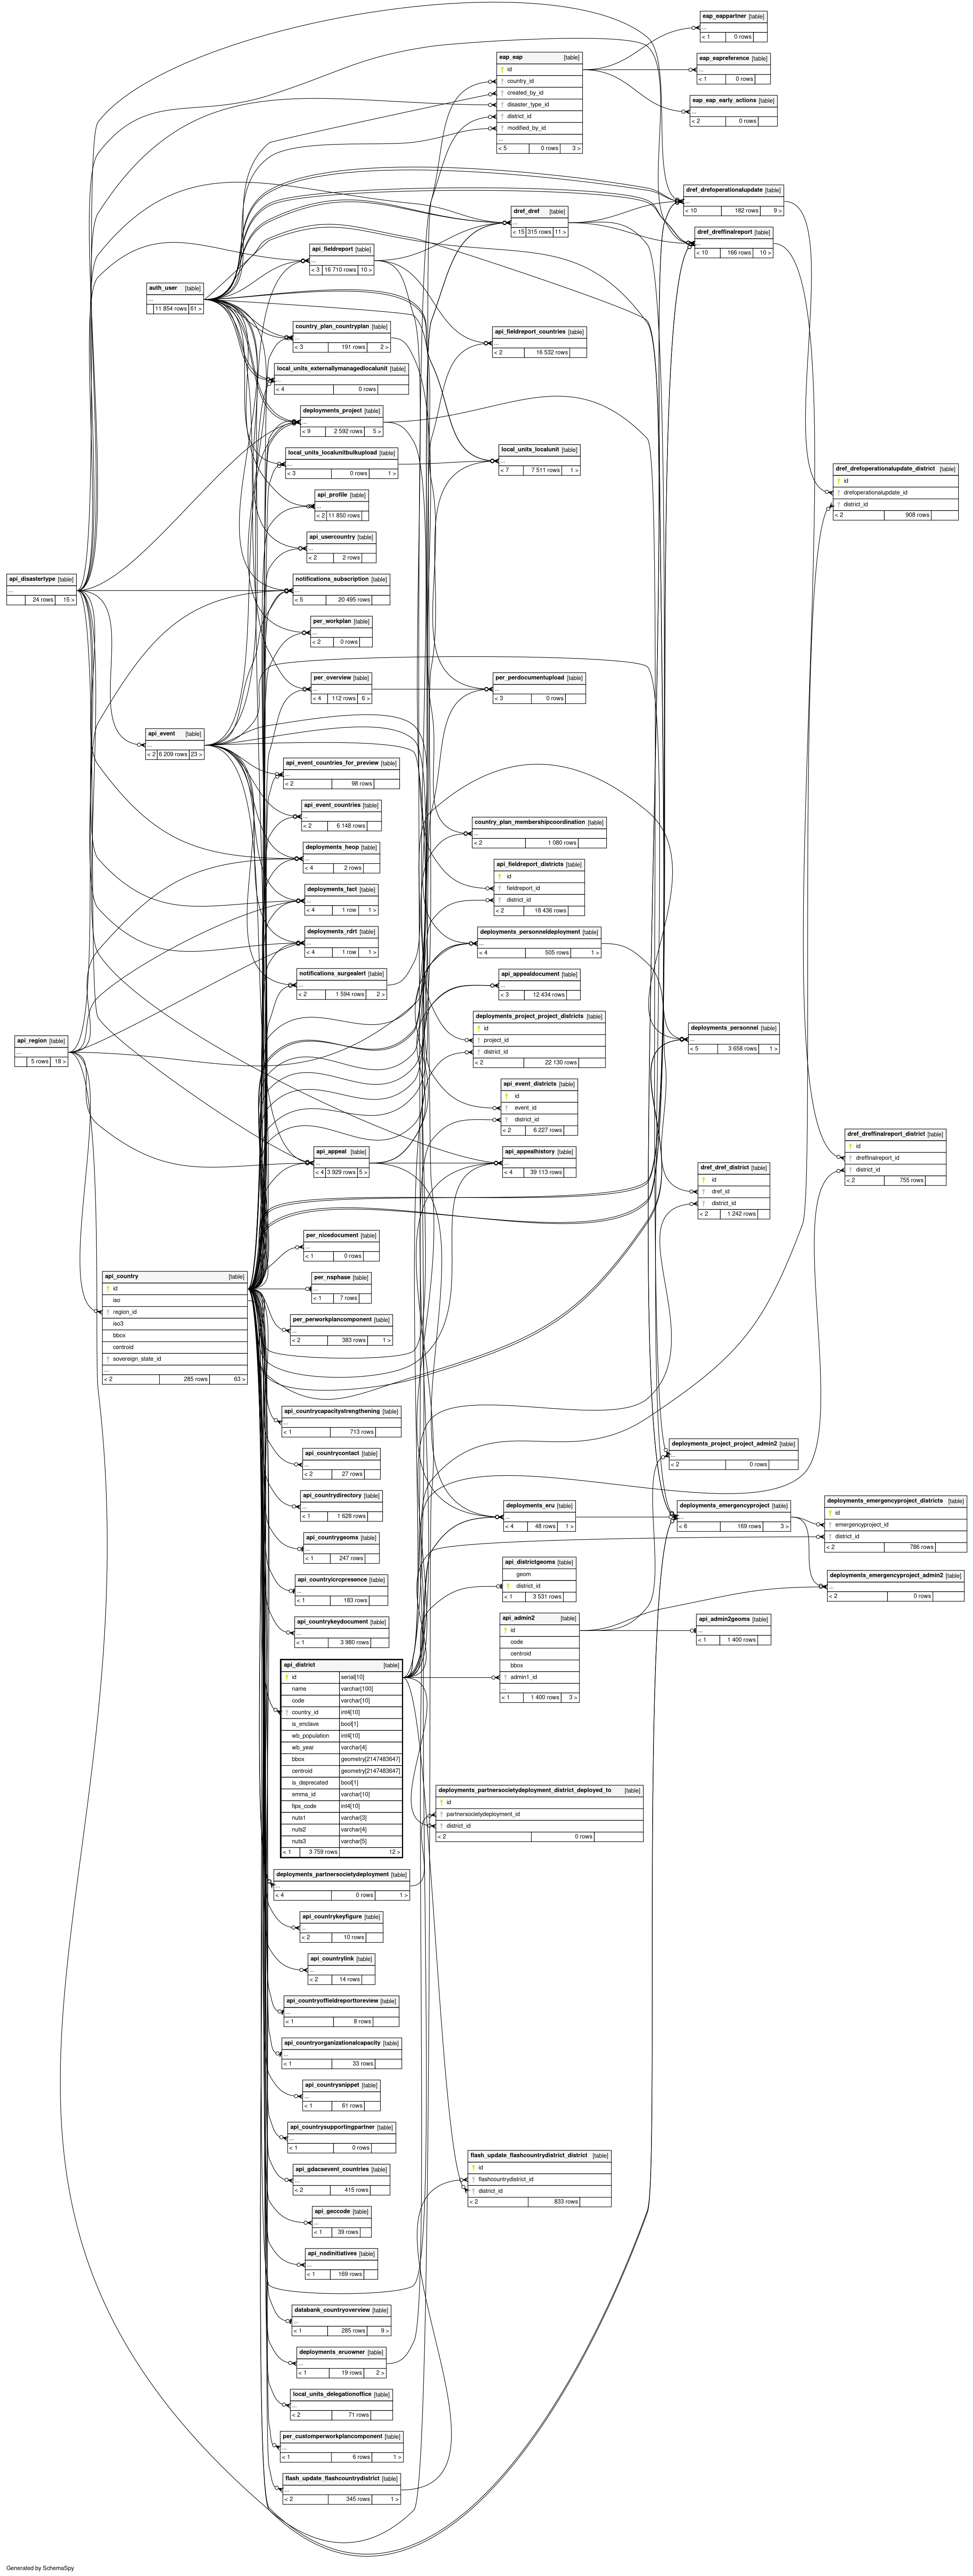 eap_eappartner [table]
...
< 1 0 rows
eap_eapreference [table]
...
< 1 0 rows
eap_eap_early_actions [table]
...
< 2 0 rows
eap_eap [table]
id
country_id
created_by_id
disaster_type_id
district_id
modified_by_id
...
< 5 0 rows 3 >
dref_drefoperationalupdate [table]
...
< 10 182 rows 9 >
dref_dref [table]
...
< 15 315 rows 11 >
dref_dreffinalreport [table]
...
< 10 166 rows 10 >
api_fieldreport [table]
...
< 3 16 710 rows 10 >
auth_user [table]
...
11 854 rows 61 >
country_plan_countryplan [table]
...
< 3 191 rows 2 >
api_fieldreport_countries [table]
...
< 2 16 532 rows
local_units_externallymanagedlocalunit [table]
...
< 4 0 rows
deployments_project [table]
...
< 9 2 592 rows 5 >
local_units_localunitbulkupload [table]
...
< 3 0 rows 1 >
local_units_localunit [table]
...
< 7 7 511 rows 1 >
dref_drefoperationalupdate_district [table]
id
drefoperationalupdate_id
district_id
< 2 908 rows
api_profile [table]
...
< 2 11 850 rows
api_usercountry [table]
...
< 2 2 rows
api_disastertype [table]
...
24 rows 15 >
notifications_subscription [table]
...
< 5 20 495 rows
per_workplan [table]
...
< 2 0 rows
per_overview [table]
...
< 4 112 rows 6 >
per_perdocumentupload [table]
...
< 3 0 rows
api_event [table]
...
< 2 6 209 rows 23 >
api_event_countries_for_preview [table]
...
< 2 98 rows
api_event_countries [table]
...
< 2 6 148 rows
country_plan_membershipcoordination [table]
...
< 2 1 080 rows
deployments_heop [table]
...
< 4 2 rows
api_fieldreport_districts [table]
id
fieldreport_id
district_id
< 2 18 436 rows
deployments_fact [table]
...
< 4 1 row 1 >
deployments_rdrt [table]
...
< 4 1 row 1 >
deployments_personneldeployment [table]
...
< 4 505 rows 1 >
notifications_surgealert [table]
...
< 2 1 594 rows 2 >
api_appealdocument [table]
...
< 3 12 434 rows
deployments_project_project_districts [table]
id
project_id
district_id
< 2 22 130 rows
deployments_personnel [table]
...
< 5 3 658 rows 1 >
api_region [table]
...
5 rows 18 >
api_event_districts [table]
id
event_id
district_id
< 2 6 227 rows
dref_dreffinalreport_district [table]
id
dreffinalreport_id
district_id
< 2 755 rows
api_appeal [table]
...
< 4 3 929 rows 5 >
api_appealhistory [table]
...
< 4 39 113 rows
dref_dref_district [table]
id
dref_id
district_id
< 2 1 242 rows
per_nicedocument [table]
...
< 1 0 rows
api_country [table]
id
iso
region_id
iso3
bbox
centroid
sovereign_state_id
...
< 2 285 rows 63 >
per_nsphase [table]
...
< 1 7 rows
per_perworkplancomponent [table]
...
< 2 383 rows 1 >
api_countrycapacitystrengthening [table]
...
< 1 713 rows
api_countrycontact [table]
...
< 2 27 rows
deployments_project_project_admin2 [table]
...
< 2 0 rows
api_countrydirectory [table]
...
< 1 1 628 rows
deployments_eru [table]
...
< 4 48 rows 1 >
deployments_emergencyproject [table]
...
< 6 169 rows 3 >
deployments_emergencyproject_districts [table]
id
emergencyproject_id
district_id
< 2 786 rows
api_countrygeoms [table]
...
< 1 247 rows
api_districtgeoms [table]
geom
district_id
< 1 3 531 rows
deployments_emergencyproject_admin2 [table]
...
< 2 0 rows
api_countryicrcpresence [table]
...
< 1 183 rows
api_countrykeydocument [table]
...
< 1 3 980 rows
api_admin2 [table]
id
code
centroid
bbox
admin1_id
...
< 1 1 400 rows 3 >
api_admin2geoms [table]
...
< 1 1 400 rows
api_district [table]
id serial[10]
name varchar[100]
code varchar[10]
country_id int4[10]
is_enclave bool[1]
wb_population int4[10]
wb_year varchar[4]
bbox geometry[2147483647]
centroid geometry[2147483647]
is_deprecated bool[1]
emma_id varchar[10]
fips_code int4[10]
nuts1 varchar[3]
nuts2 varchar[4]
nuts3 varchar[5]
< 1 3 759 rows 12 >
deployments_partnersocietydeployment_district_deployed_to [table]
id
partnersocietydeployment_id
district_id
< 2 0 rows
deployments_partnersocietydeployment [table]
...
< 4 0 rows 1 >
api_countrykeyfigure [table]
...
< 2 10 rows
api_countrylink [table]
...
< 2 14 rows
api_countryoffieldreporttoreview [table]
...
< 1 8 rows
api_countryorganizationalcapacity [table]
...
< 1 33 rows
api_countrysnippet [table]
...
< 1 61 rows
api_countrysupportingpartner [table]
...
< 1 0 rows
flash_update_flashcountrydistrict_district [table]
id
flashcountrydistrict_id
district_id
< 2 833 rows
api_gdacsevent_countries [table]
...
< 2 415 rows
api_geccode [table]
...
< 1 39 rows
api_nsdinitiatives [table]
...
< 1 169 rows
databank_countryoverview [table]
...
< 1 285 rows 9 >
deployments_eruowner [table]
...
< 1 19 rows 2 >
local_units_delegationoffice [table]
...
< 2 71 rows
per_customperworkplancomponent [table]
...
< 1 6 rows 1 >
flash_update_flashcountrydistrict [table]
...
< 2 345 rows 1 >
Generated by SchemaSpy